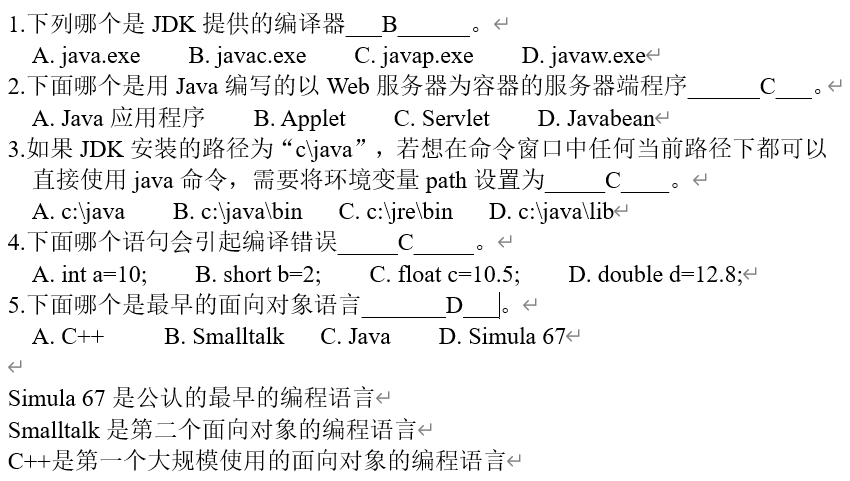 1.下列哪个是 JDK 提供的编译器___B______。
A. java.exe B. javac.exe C. javap.exe D. javaw.exe
2.下面哪个是用 Java 编写的以 Web 服务器为容器的服务器端程序______C___。
A. Java 应用程序 B. Applet C. Servlet D. Javabean
3.如果 JDK 安装的路径为“c\java”，若想在命令窗口中任何当前路径下都可以
直接使用 java 命令，需要将环境变量 path 设置为_____C____。
A. c:\java B. c:\java\bin C. c:\jre\bin D. c:\java\lib
4.下面哪个语句会引起编译错误_____C_____。
A. int a=10; B. short b=2; C. float c=10.5; D. double d=12.8;
5.下面哪个是最早的面向对象语言_______D___。
A. C++ B. Smalltalk C. Java D. Simula 67
Simula 67 是公认的最早的编程语言
Smalltalk 是第二个面向对象的编程语言
C++是第一个大规模使用的面向对象的编程语言